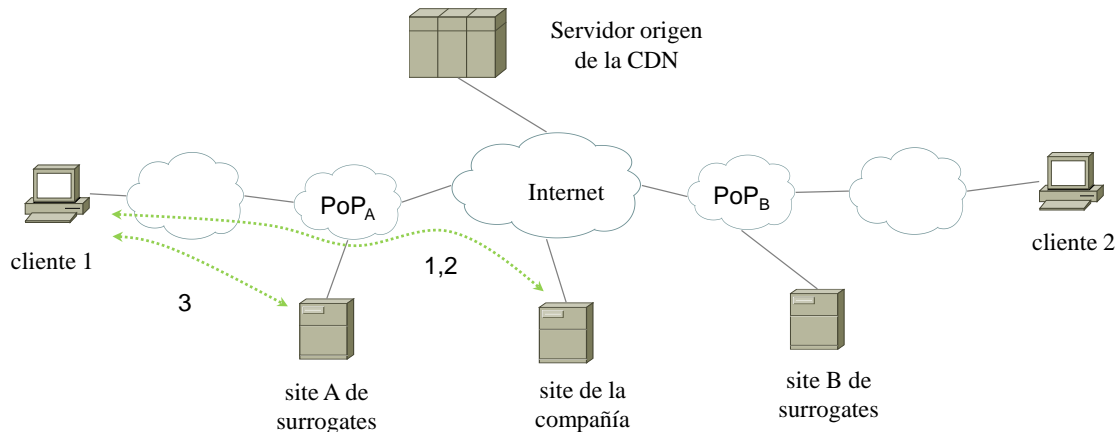 Servidor origen
de la CDN
PoPA
Internet
PoPB
cliente 1
1,2
cliente 2
3
site A de
surrogates
site de la
compañía
site B de
surrogates